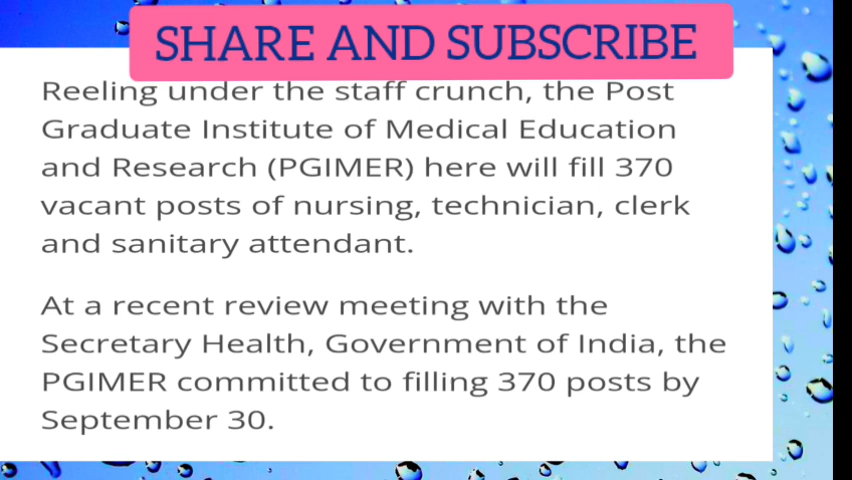 SHARE AND SUBSCRIBE
Reeling under the staff crunch, the Post
Graduate Institute of Medical Education
and Research (PGIMER) here will fill 370
vacant posts of nursing, technician, clerk
and sanitary attendant.
At a recent review meeting with the
Secretary Health, Government of India, the
PGIMER committed to filling 370 posts by
September 30.